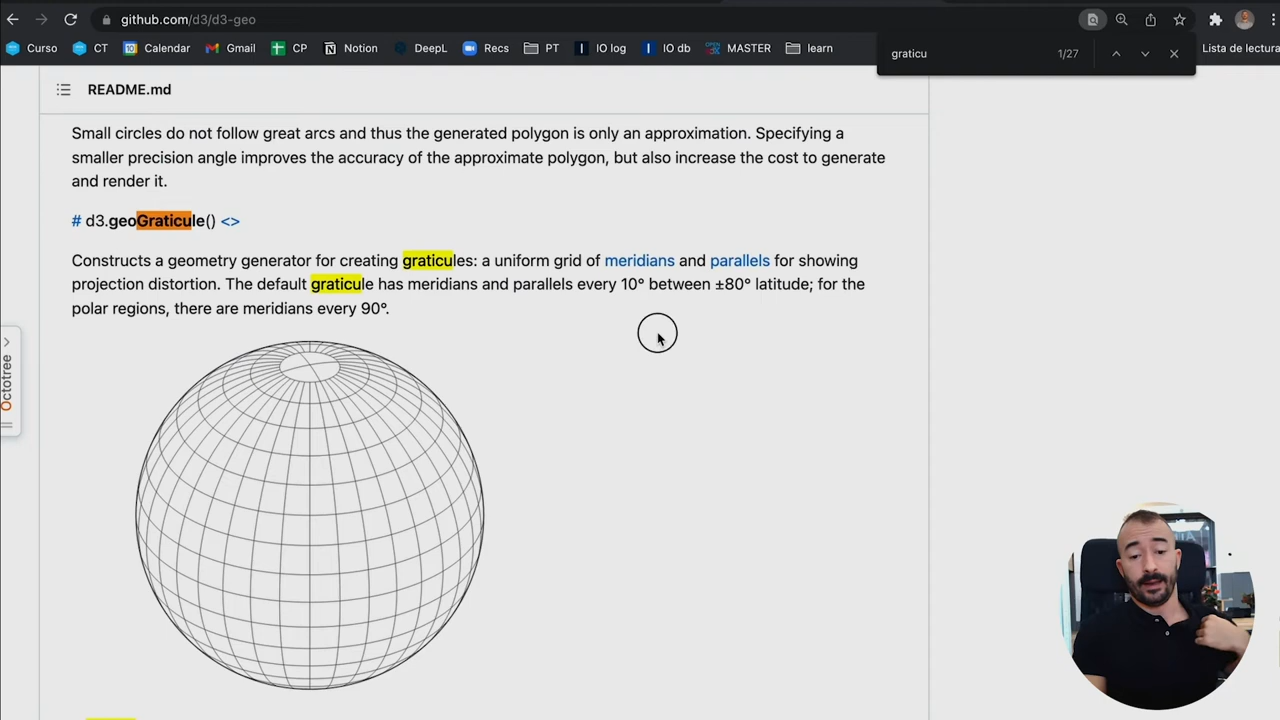 github.com/d3/d3-geo
Curso CT Calendar Gmail CP Notion DeepL Recs PT IO log IO db MASTER learn Lista de lectura
graticu 1/27
README.md
Small circles do not follow great arcs and thus the generated polygon is only an approximation. Specifying a
smaller precision angle improves the accuracy of the approximate polygon, but also increase the cost to generate
and render it.
# d3.geoGraticule() <>
Constructs a geometry generator for creating graticules: a uniform grid of meridians and parallels for showing
projection distortion. The default graticule has meridians and parallels every 10° between ±80° latitude; for the
polar regions, there are meridians every 90°.
Octotree